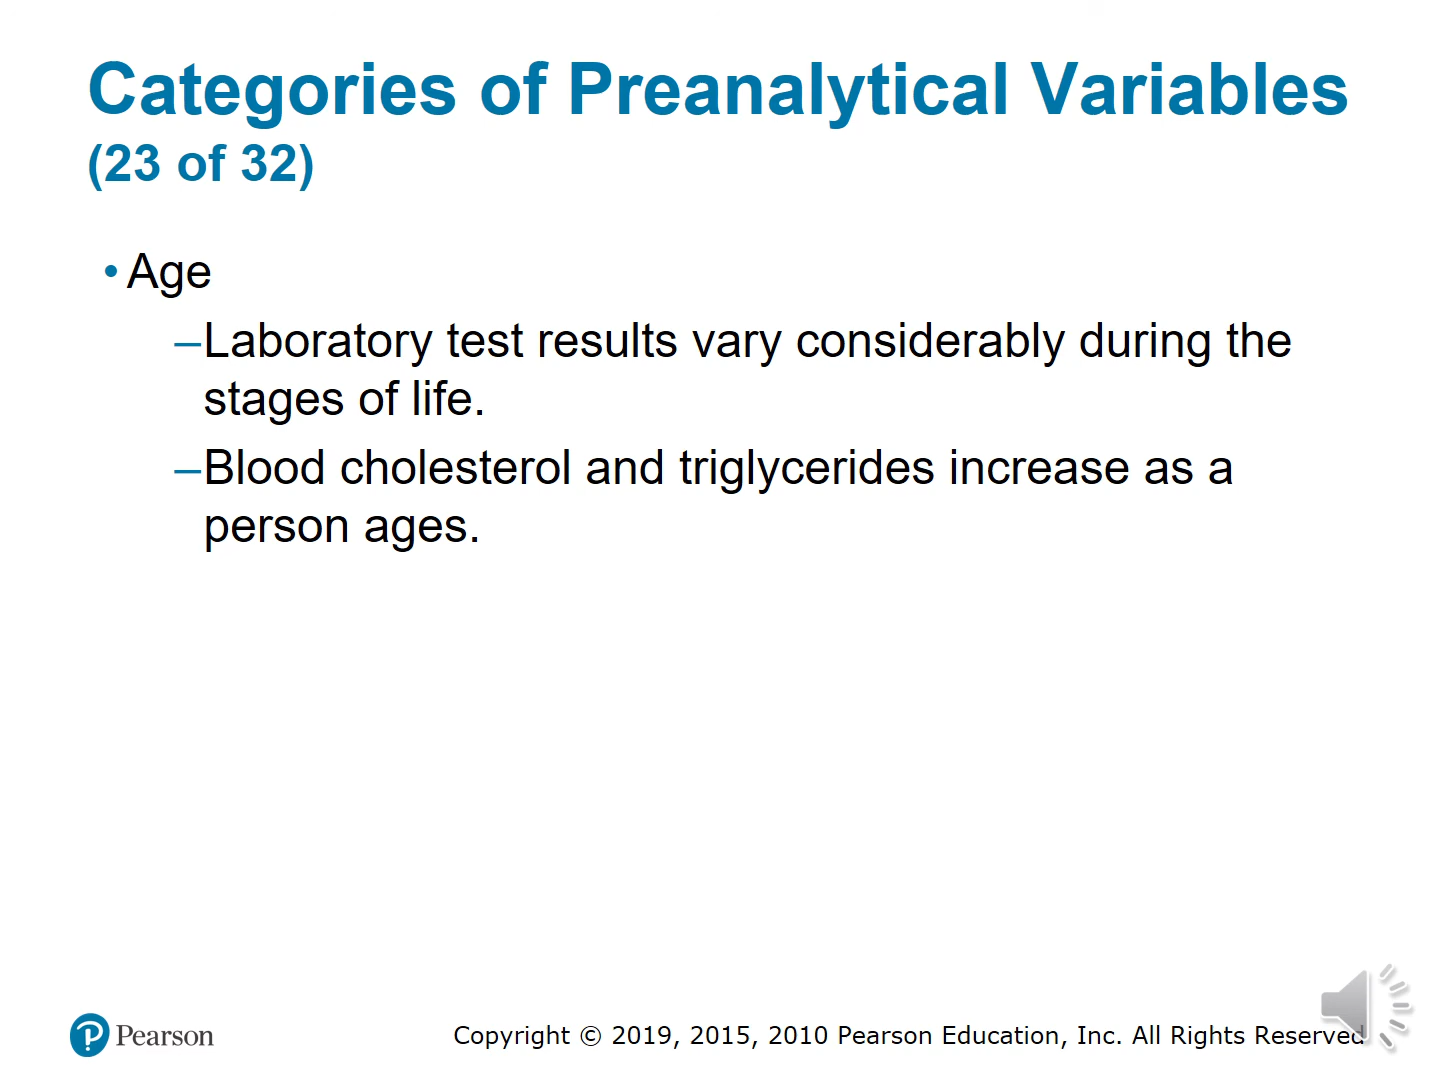 Categories of Preanalytical Variables
(23 of 32)
• Age
–Laboratory test results vary considerably during the
stages of life.
–Blood cholesterol and triglycerides increase as a
person ages.
Pearson
Copyright © 2019, 2015, 2010 Pearson Education, Inc. All Rights Reserved